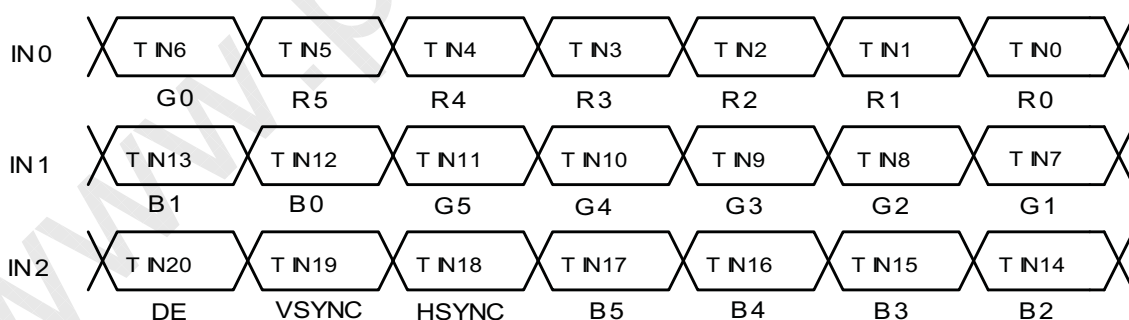 IN0 TIN6 TIN5 TIN4 TIN3 TIN2 TIN1 TIN0
G0 R5 R4 R3 R2 R1 R0
IN1 TIN13 TIN12 TIN11 TIN10 TIN9 TIN8 TIN7
B1 B0 G5 G4 G3 G2 G1
IN2 TIN20 TIN19 TIN18 TIN17 TIN16 TIN15 TIN14
DE VSYNC HSYNC B5 B4 B3 B2
www.p